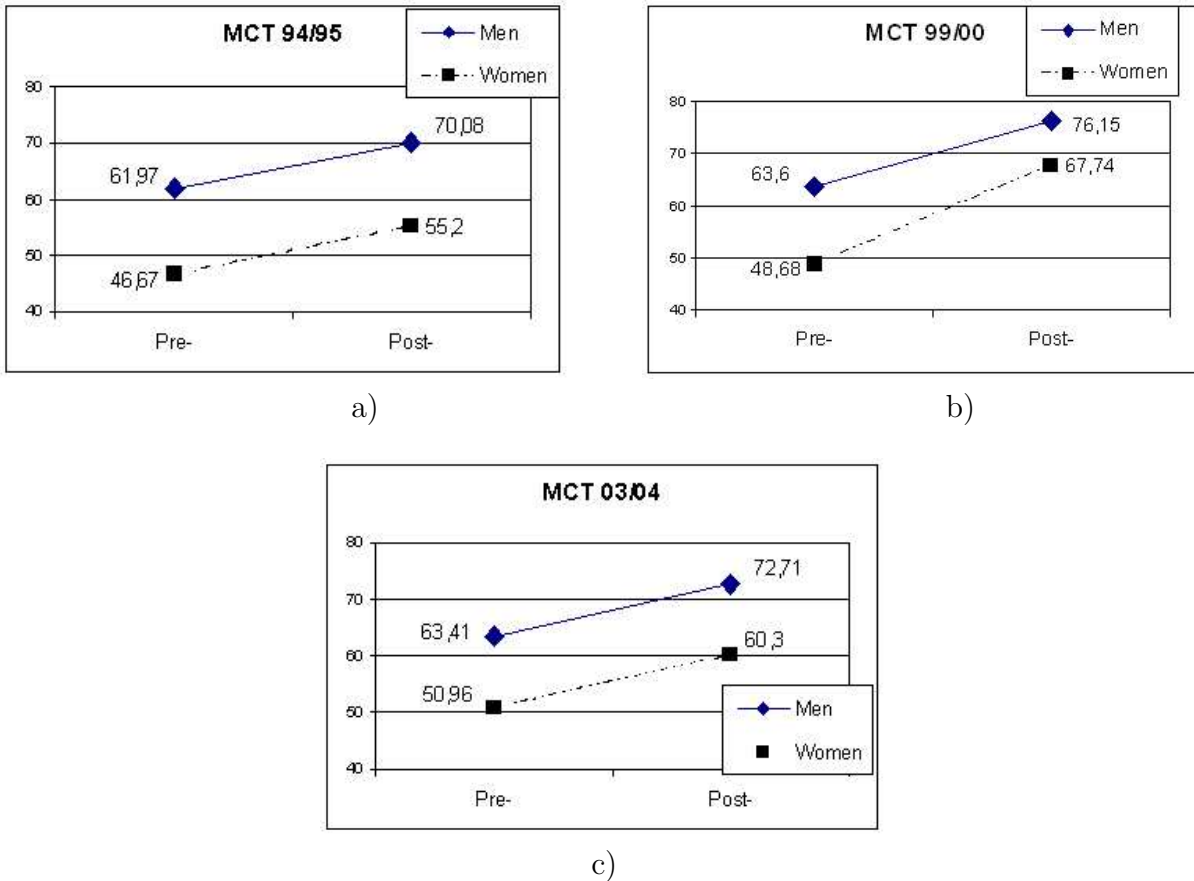 MCT 94/95
Men
Women
80
70
60
50
40
61,97
70,08
46,67
55,2
Pre-
Post-
a)
MCT 99/00
Men
Women
80
70
60
50
40
63,6
76,15
48,68
67,74
Pre-
Post-
b)
MCT 03/04
80
70
60
50
40
63,41
72,71
50,96
60,3
Men
Women
Pre-
Post-
c)